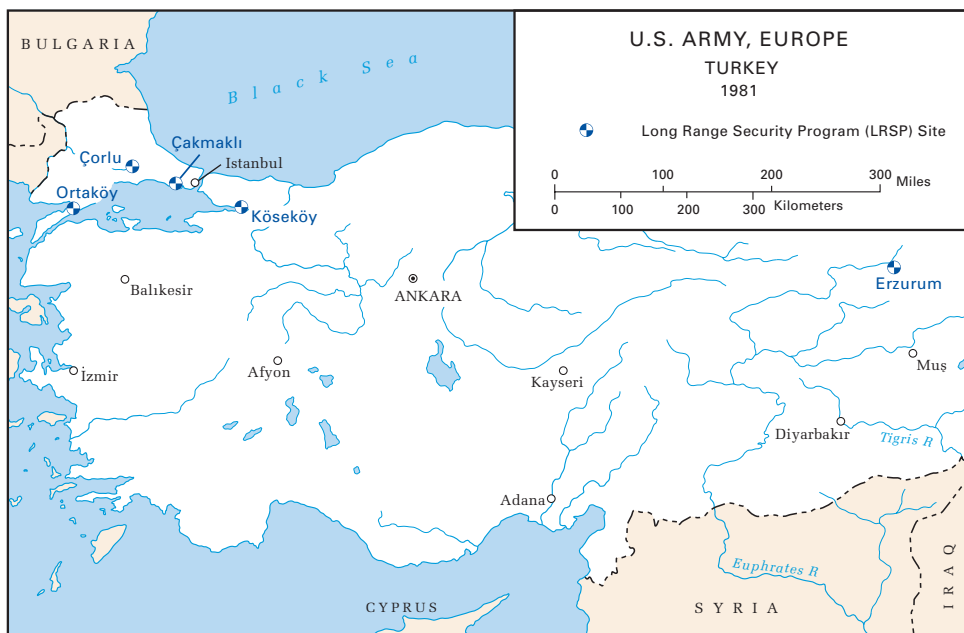 BULGARIA
Black Sea
U.S. ARMY, EUROPE
TURKEY
1981
Long Range Security Program (LRSP) Site
0 100 200 300 Miles
0 100 200 300 Kilometers
Çorlu
Çakmaklı
Istanbul
Ortaköy
Köseköy
Balıkesir
ANKARA
Erzurum
İzmir
Afyon
Kayseri
Muş
Diyarbakır
Tigris R
Adana
Euphrates R
CYPRUS
SYRIA
IRAQ